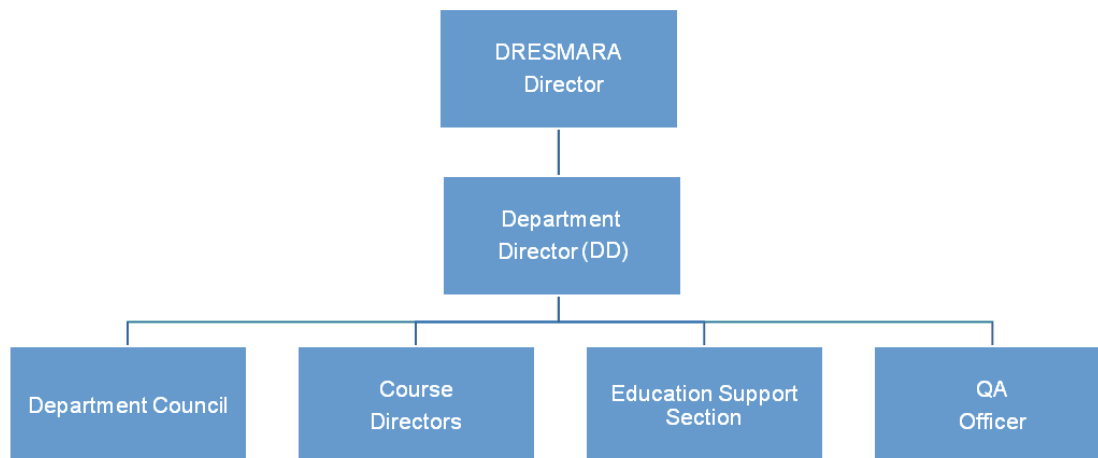 DRESMARA
Director
Department
Director (DD)
Department Council
Course
Directors
Education Support
Section
QA
Officer